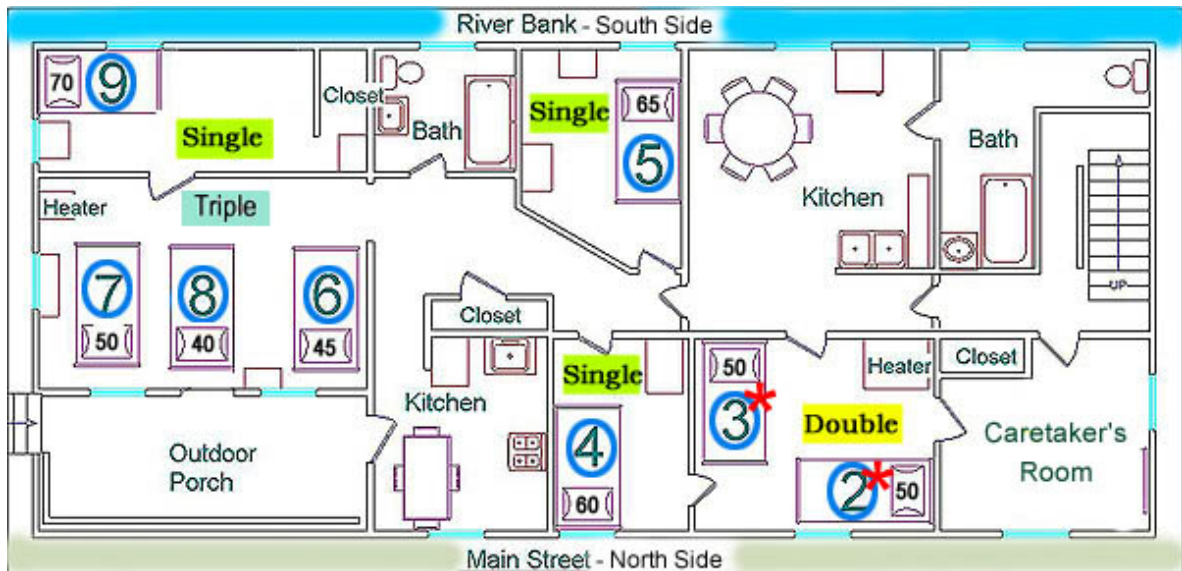 River Bank - South Side
70
9
Single
Closet
Bath
Single
65
5
Kitchen
Bath
Heater
Triple
7
50
8
40
6
45
Closet
UP
Single
4
60
Kitchen
50
3*
Heater
Double
2*
50
Closet
Caretaker's
Room
Outdoor
Porch
Main Street - North Side